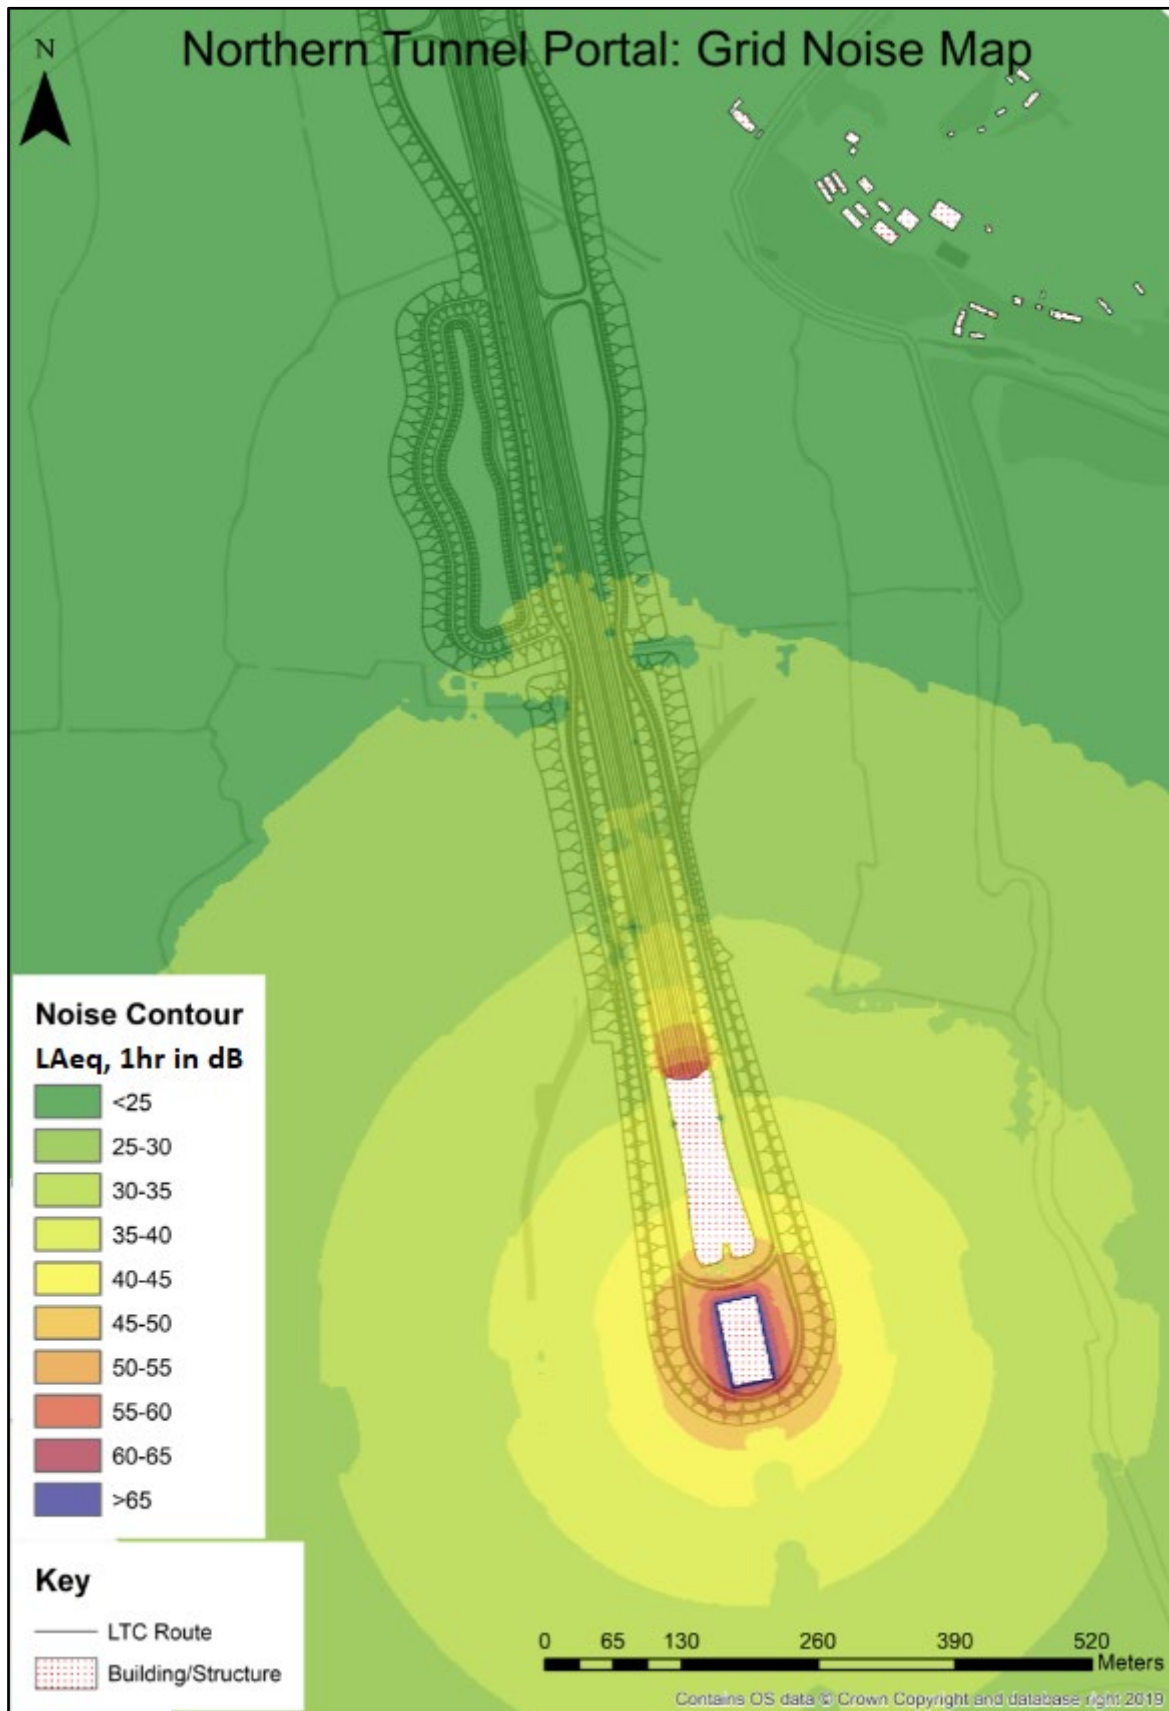 Northern Tunnel Portal: Grid Noise Map
N
Noise Contour
LAeq, 1hr in dB
<25
25-30
30-35
35-40
40-45
45-50
50-55
55-60
60-65
>65
Key
LTC Route
Building/Structure
0 65 130 260 390 520
Meters
Contains OS data © Crown Copyright and database right 2019